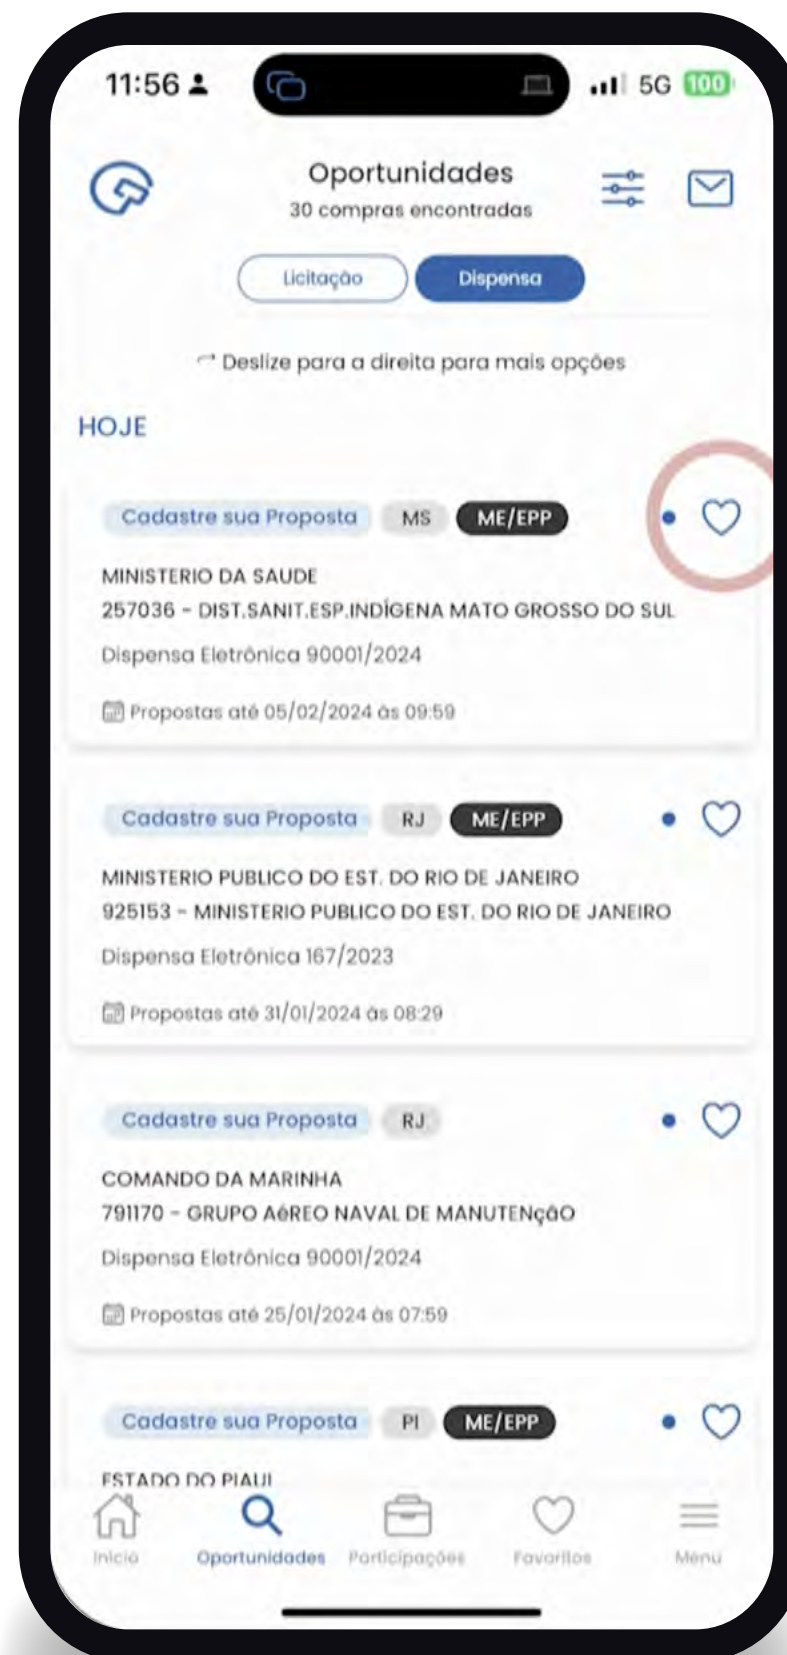 11:56
5G 100
Oportunidades
30 compras encontradas
Licitação Dispensa
Deslize para a direita para mais opções
HOJE
Cadastre sua Proposta MS ME/EPP
MINISTERIO DA SAUDE
257036 - DIST.SANIT.ESP.INDÍGENA MATO GROSSO DO SUL
Dispensa Eletrônica 90001/2024
Propostas até 05/02/2024 às 09:59
Cadastre sua Proposta RJ ME/EPP
MINISTERIO PUBLICO DO EST. DO RIO DE JANEIRO
925153 - MINISTERIO PUBLICO DO EST. DO RIO DE JANEIRO
Dispensa Eletrônica 167/2023
Propostas até 31/01/2024 às 08:29
Cadastre sua Proposta RJ
COMANDO DA MARINHA
791170 - GRUPO AéREO NAVAL DE MANUTENçãO
Dispensa Eletrônica 90001/2024
Propostas até 25/01/2024 às 07:59
Cadastre sua Proposta PI ME/EPP
ESTADO DO PIAUI
Início Oportunidades Participações Favoritos Menu